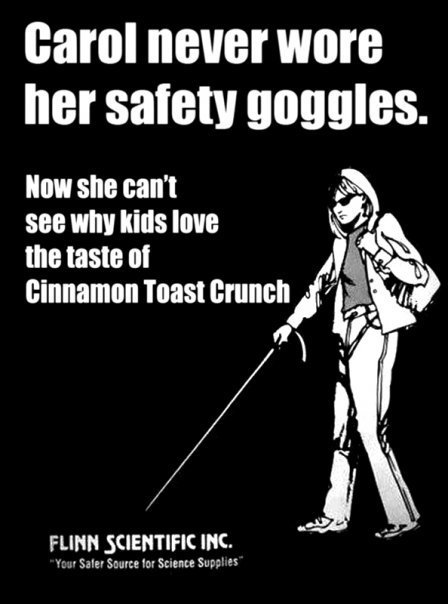 Carol never wore
her safety goggles.
Now she can't
see why kids love
the taste of
Cinnamon Toast Crunch
FLINN SCIENTIFIC INC.
"Your Safer Source for Science Supplies"